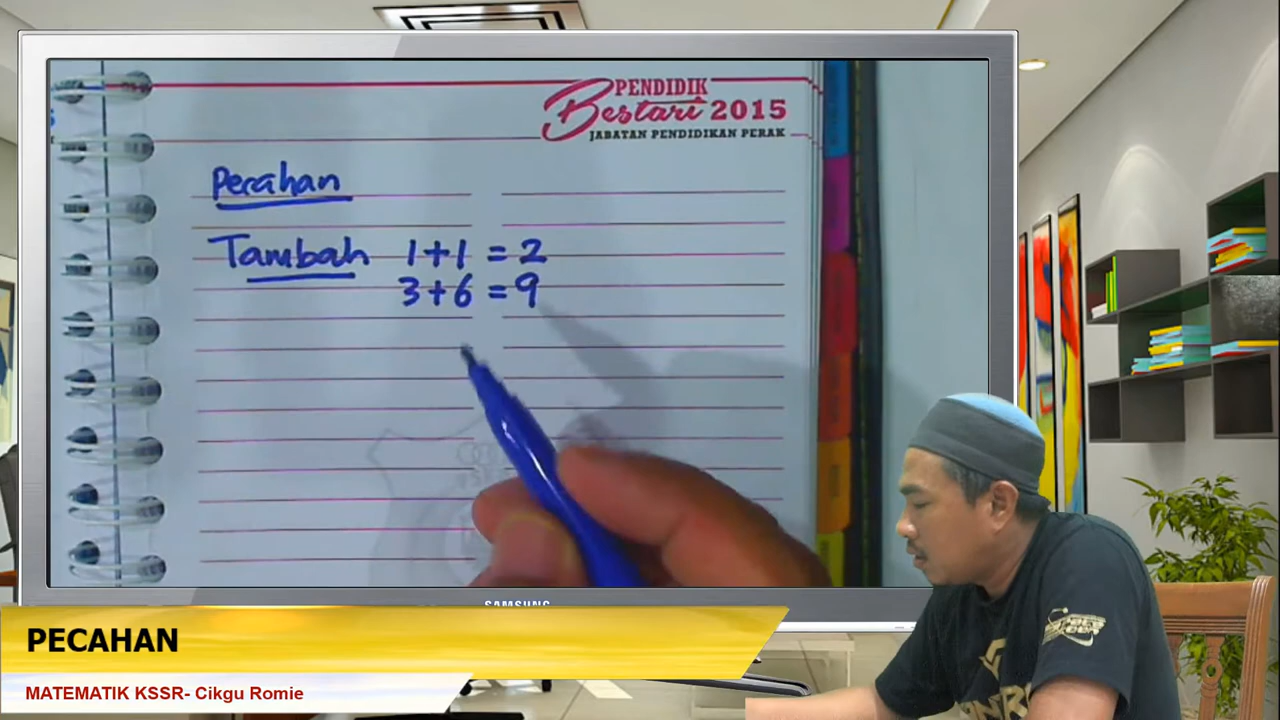 PENDIDIK
Bestari 2015
JABATAN PENDIDIKAN PERAK
Pecahan
Tambah 1+1 = 2
3+6 = 9
SAMSUNG
PECAHAN
MATEMATIK KSSR- Cikgu Romie